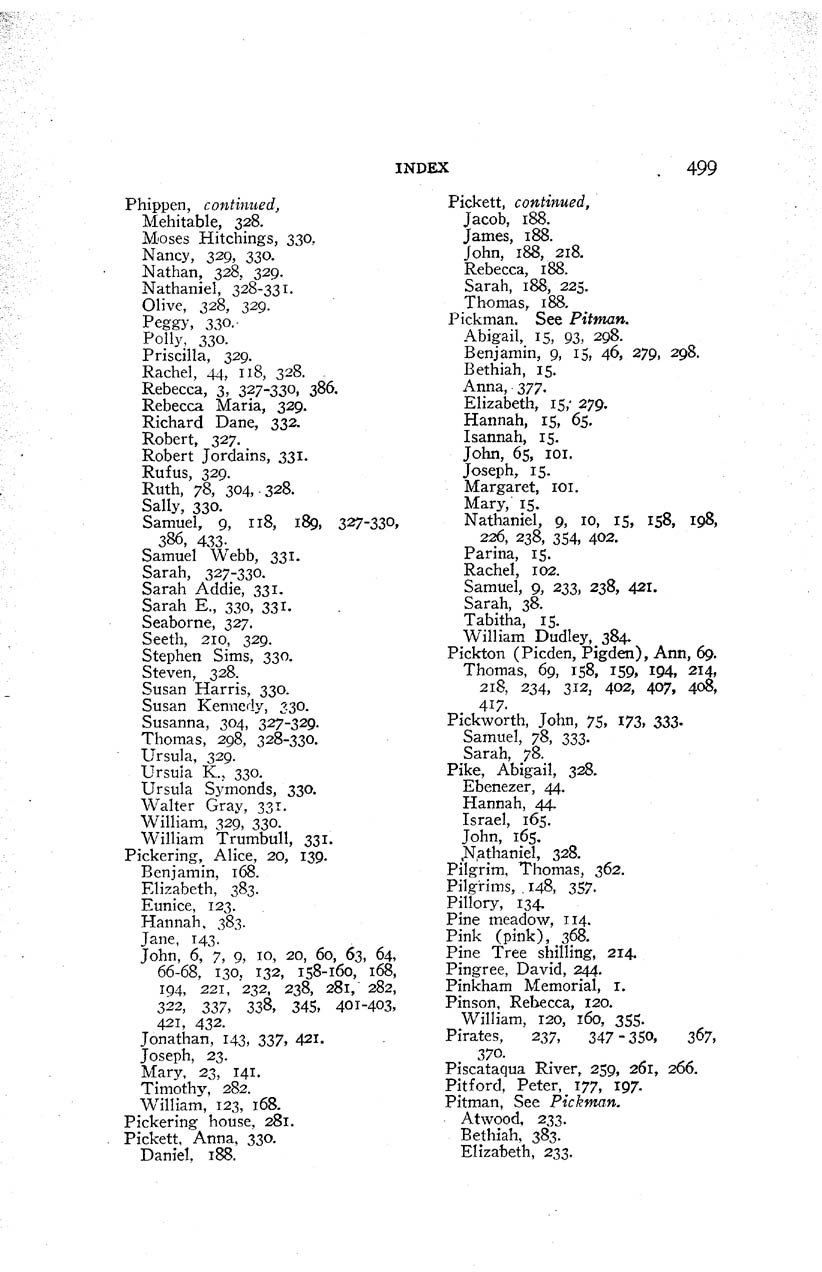 INDEX 499
Phippen, continued,
Mehitable, 328.
Moses Hitchings, 330.
Nancy, 329, 330.
Nathan, 328, 329.
Nathaniel, 328-331.
Olive, 328, 329.
Peggy, 330.
Polly, 330.
Priscilla, 329.
Rachel, 44, 118, 328.
Rebecca, 3, 327-330, 386.
Rebecca Maria, 329.
Richard Dane, 332.
Robert, 327.
Robert Jordains, 331.
Rufus, 329.
Ruth, 78, 304, 328.
Sally, 330.
Samuel, 9, 118, 189, 327-330,
386, 433.
Samuel Webb, 331.
Sarah, 327-330.
Sarah Addie, 331.
Sarah E., 330, 331.
Seaborne, 327.
Seeth, 210, 329.
Stephen Sims, 330.
Steven, 328.
Susan Harris, 330.
Susan Kennedy, 330.
Susanna, 304, 327-329.
Thomas, 298, 328-330.
Ursula, 329.
Ursula K., 330.
Ursula Symonds, 330.
Walter Gray, 331.
William, 329, 330.
William Trumbull, 331.
Pickering, Alice, 20, 139.
Benjamin, 168.
Elizabeth, 383.
Eunice, 123.
Hannah, 383.
Jane, 143.
John, 6, 7, 9, 10, 20, 60, 63, 64,
66-68, 130, 132, 158-160, 168,
194, 221, 232, 238, 281, 282,
322, 337, 338, 345, 401-403,
421, 432.
Jonathan, 143, 337, 421.
Joseph, 23.
Mary, 23, 141.
Timothy, 282.
William, 123, 168.
Pickering house, 281.
Pickett, Anna, 330.
Daniel, 188.
Pickett, continued,
Jacob, 188.
James, 188.
John, 188, 218.
Rebecca, 188.
Sarah, 188, 225.
Thomas, 188.
Pickman. See Pitman.
Abigail, 15, 93, 298.
Benjamin, 9, 15, 46, 279, 298.
Bethiah, 15.
Anna, 377.
Elizabeth, 15, 279.
Hannah, 15, 65.
Isannah, 15.
John, 65, 101.
Joseph, 15.
Margaret, 101.
Mary, 15.
Nathaniel, 9, 10, 15, 158, 198,
226, 238, 354, 402.
Parina, 15.
Rachel, 102.
Samuel, 9, 233, 238, 421.
Sarah, 38.
Tabitha, 15.
William Dudley, 384.
Pickton (Picden, Pigden), Ann, 69.
Thomas, 69, 158, 159, 194, 214,
218, 234, 312, 402, 407, 408,
417.
Pickworth, John, 75, 173, 333.
Samuel, 78, 333.
Sarah, 78.
Pike, Abigail, 328.
Ebenezer, 44.
Hannah, 44.
Israel, 165.
John, 165.
Nathaniel, 328.
Pilgrim, Thomas, 362.
Pilgrims, 148, 357.
Pillory, 134.
Pine meadow, 114.
Pink (pink), 368.
Pine Tree shilling, 214.
Pingree, David, 244.
Pinkham Memorial, 1.
Pinson, Rebecca, 120.
William, 120, 160, 355.
Pirates, 237, 347-350, 367,
370.
Piscataqua River, 259, 261, 266.
Pitford, Peter, 177, 197.
Pitman, See Pickman.
Atwood, 233.
Bethiah, 383.
Elizabeth, 233.